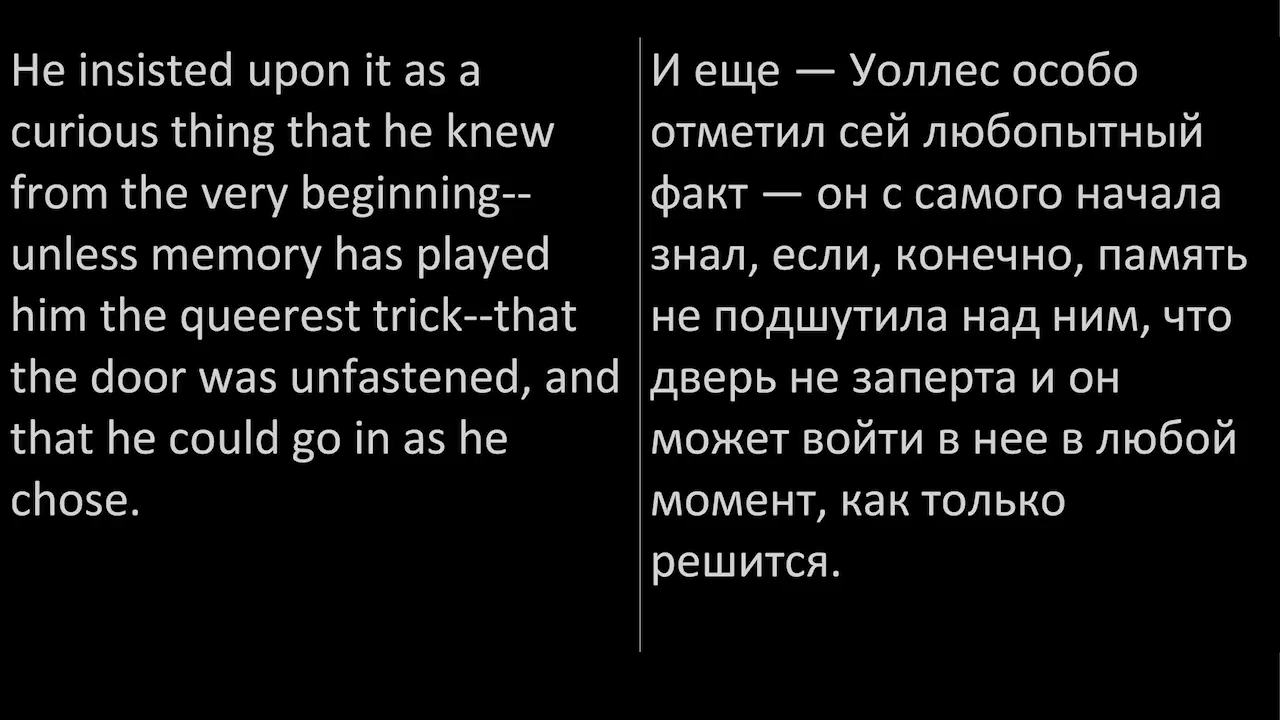 He insisted upon it as a
curious thing that he knew
from the very beginning--
unless memory has played
him the queerest trick--that
the door was unfastened, and
that he could go in as he
chose.
И еще — Уоллес особо
отметил сей любопытный
факт — он с самого начала
знал, если, конечно, память
не подшутила над ним, что
дверь не заперта и он
может войти в нее в любой
момент, как только
решится.